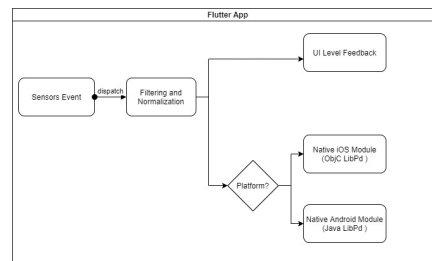 Flutter App
UI Level Feedback
Sensors Event
dispatch
Filtering and
Normalization
Platform?
Native iOS Module
(ObjC LibPd )
Native Android Module
(Java LibPd )